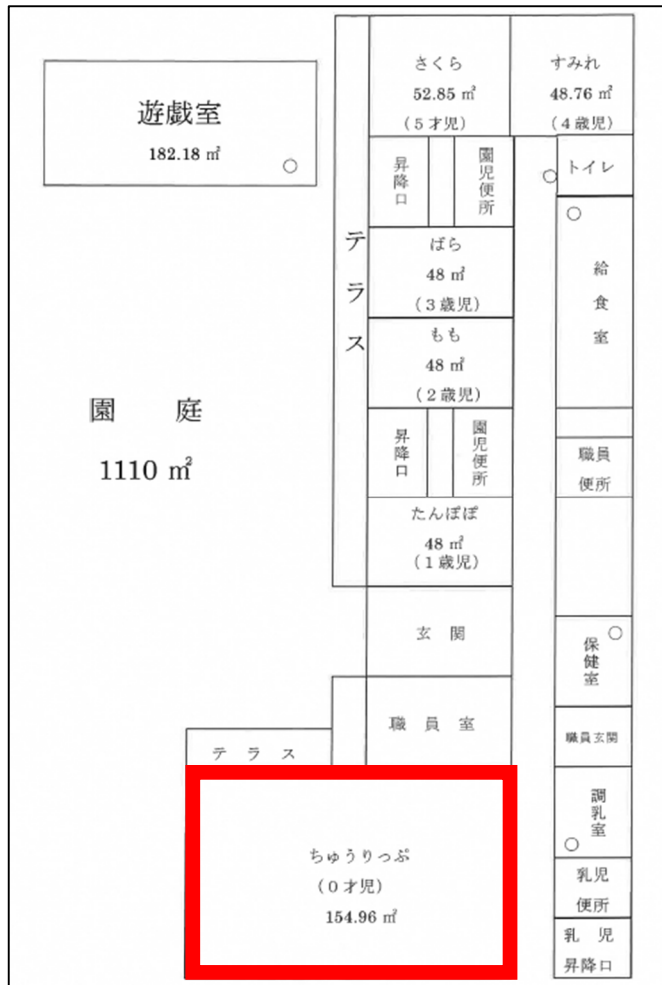 遊戯室
182.18 ㎡
さくら
52.85 ㎡
(5才児)
すみれ
48.76 ㎡
(4歳児)
昇降口
園児便所
トイレ
テラス
ばら
48 ㎡
(3歳児)
給食室
もも
48 ㎡
(2歳児)
園 庭
1110 ㎡
昇降口
園児便所
職員
便所
たんぽぽ
48 ㎡
(1歳児)
玄 関
保健室
職 員 室
職員玄関
テ ラ ス
調乳室
ちゅうりっぷ
(0才児)
154.96 ㎡
乳児
便所
乳 児
昇降口